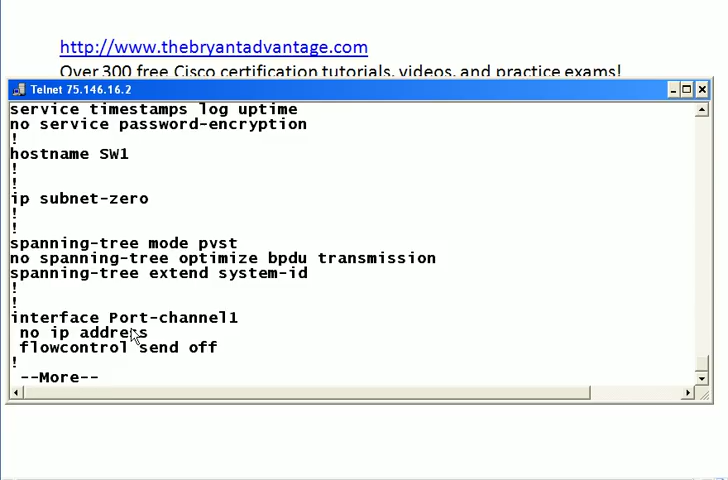 http://www.thebryantadvantage.com
Over 300 free Cisco certification tutorials, videos, and practice exams!
Telnet 75.146.16.2
service timestamps log uptime
no service password-encryption
!
hostname SW1
!
!
ip subnet-zero
!
!
spanning-tree mode pvst
no spanning-tree optimize bpdu transmission
spanning-tree extend system-id
!
!
interface Port-channel1
 no ip address
 flowcontrol send off
!
 --More--